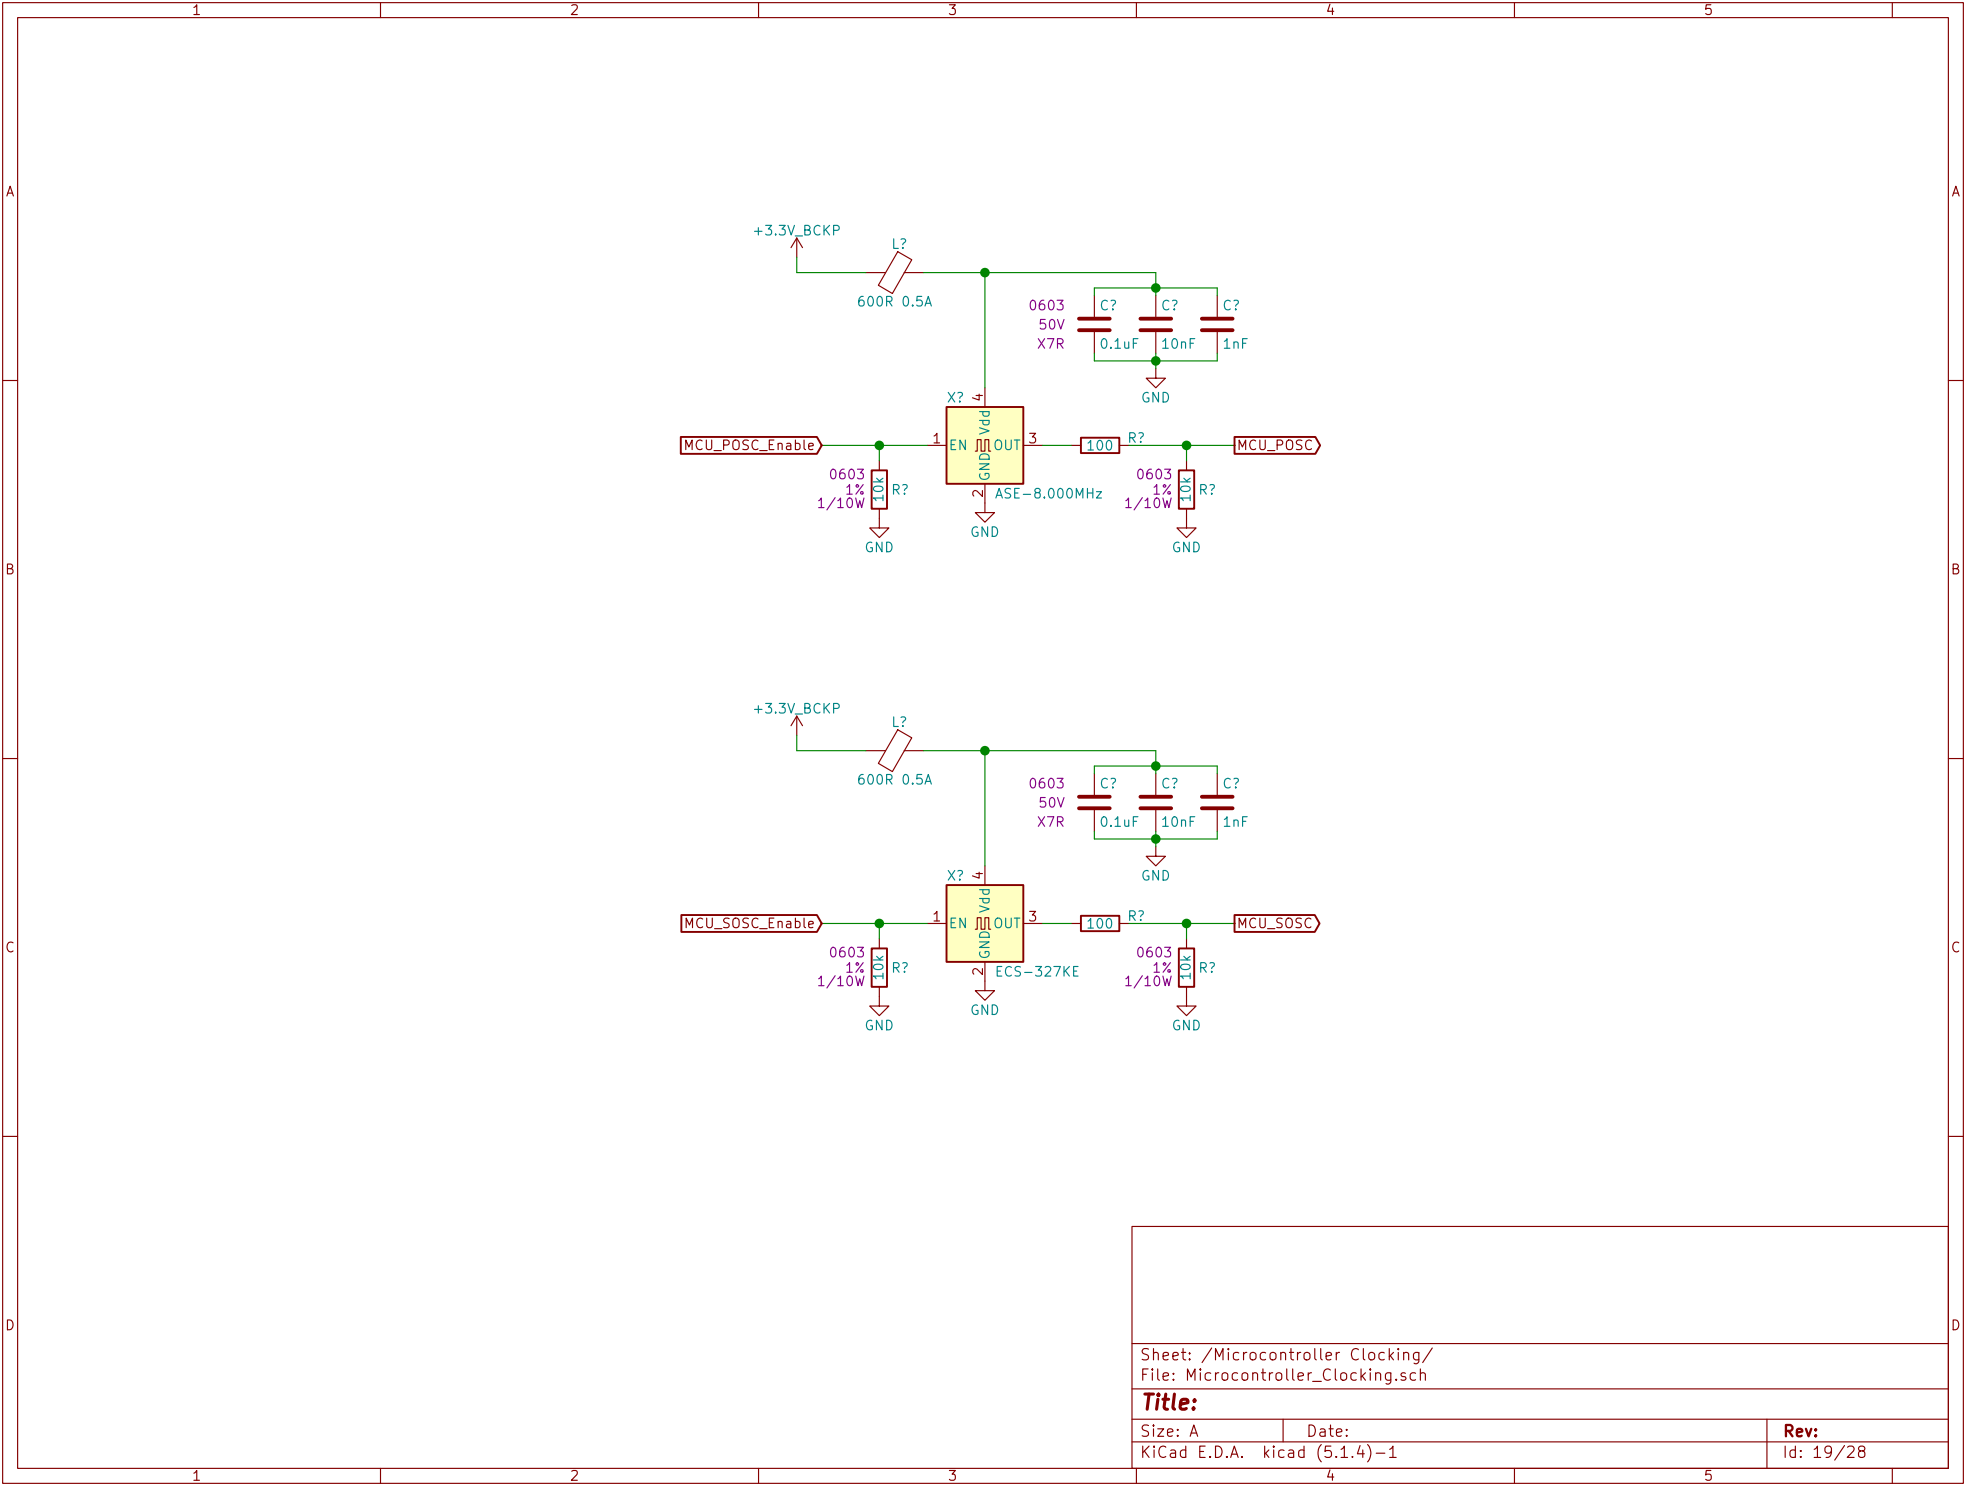 1 2 3 4 5
A A
+3.3V_BCKP
L?
600R 0.5A
0603 C? C? C?
50V
X7R 0.1uF 10nF 1nF
GND
X? 4
Vdd
MCU_POSC_Enable 1 EN OUT 3 100 R? MCU_POSC
GND
0603 0603
1% 10k R? 1% 10k R?
1/10W 1/10W
2 ASE-8.000MHz
GND
GND GND
B B
+3.3V_BCKP
L?
600R 0.5A
0603 C? C? C?
50V
X7R 0.1uF 10nF 1nF
GND
X? 4
Vdd
MCU_SOSC_Enable 1 EN OUT 3 100 R? MCU_SOSC
GND
C C
0603 0603
1% 10k R? 1% 10k R?
1/10W 1/10W
2 ECS-327KE
GND
GND GND
D D
Sheet: /Microcontroller Clocking/
File: Microcontroller_Clocking.sch
Title:
Size: A Date: Rev:
KiCad E.D.A. kicad (5.1.4)-1 Id: 19/28
1 2 3 4 5